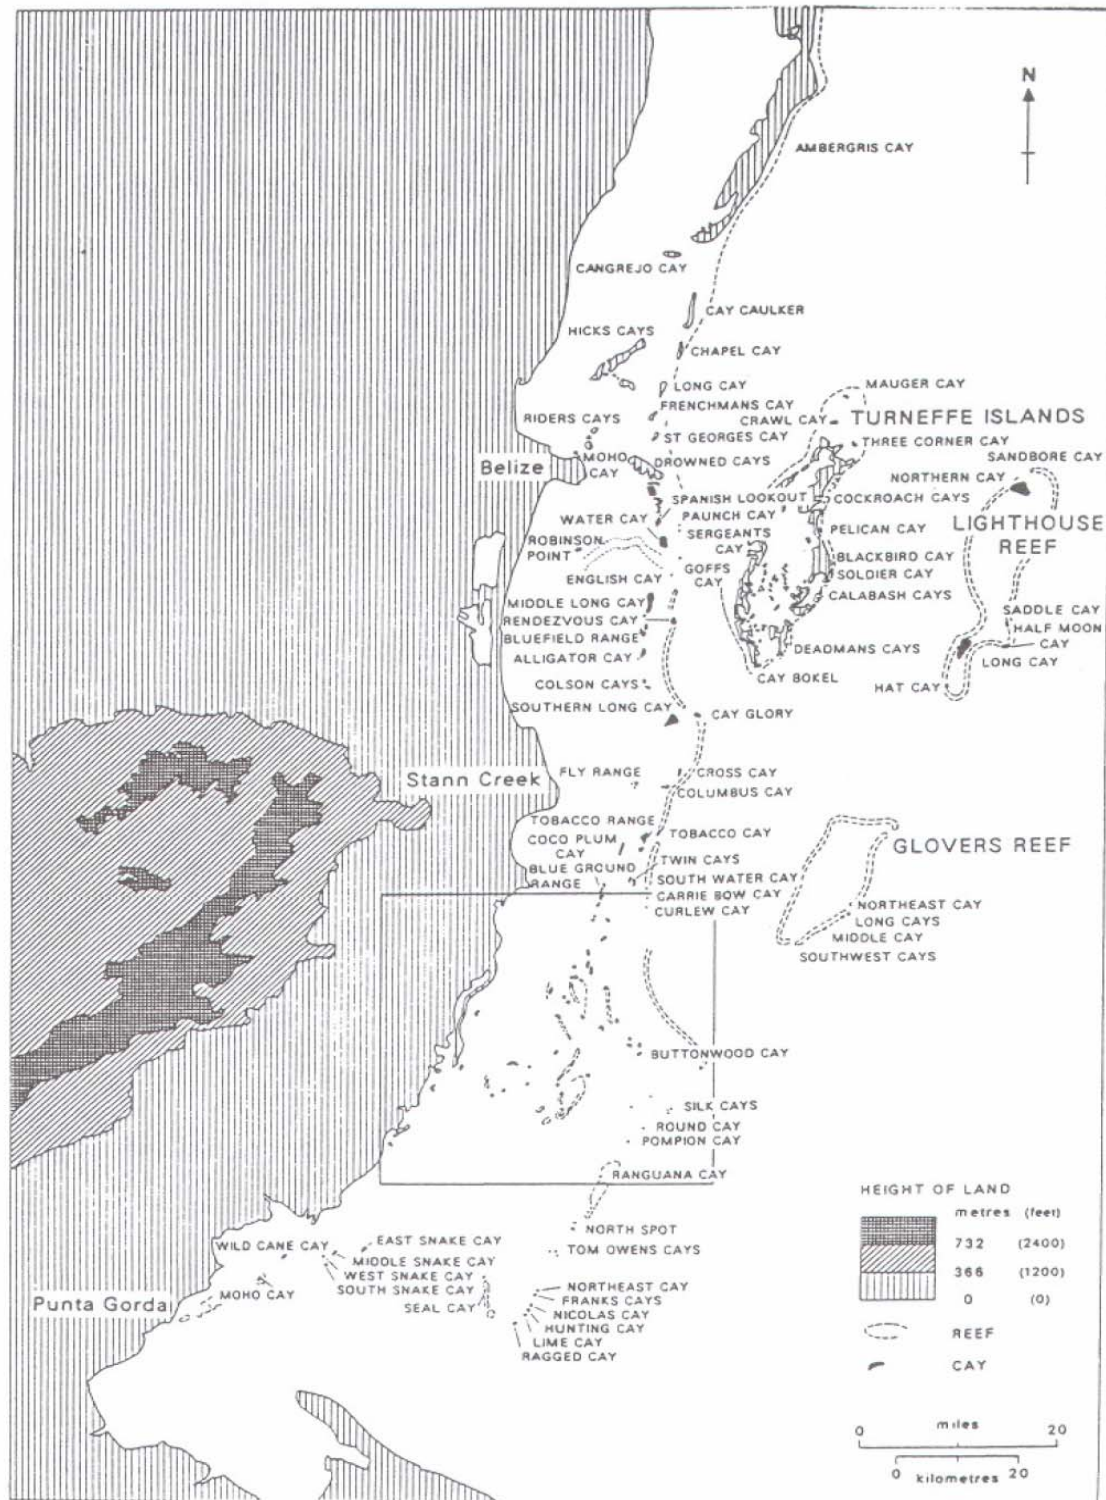 N
AMBERGRIS CAY
CANGREJO CAY
CAY CAULKER
HICKS CAYS
CHAPEL CAY
LONG CAY
MAUGER CAY
FRENCHMANS CAY
CRAWL CAY
TURNEFFE ISLANDS
RIDERS CAYS
ST GEORGES CAY
THREE CORNER CAY
Belize
MOHO
CAY
DROWNED CAYS
SANDBORE CAY
NORTHERN CAY
SPANISH LOOKOUT
COCKROACH CAYS
PAUNCH CAY
WATER CAY
SERGEANTS
CAY
PELICAN CAY
LIGHTHOUSE
REEF
ROBINSON
POINT
BLACKBIRD CAY
ENGLISH CAY
GOFFS
CAY
SOLDIER CAY
CALABASH CAYS
MIDDLE LONG CAY
RENDEZVOUS CAY
SADDLE CAY
HALF MOON
CAY
BLUEFIELD RANGE
DEADMANS CAYS
ALLIGATOR CAY
LONG CAY
CAY BOKEL
COLSON CAYS
HAT CAY
SOUTHERN LONG CAY
CAY GLORY
Stann Creek
FLY RANGE
CROSS CAY
COLUMBUS CAY
TOBACCO RANGE
TOBACCO CAY
COCO PLUM
CAY
GLOVERS REEF
TWIN CAYS
BLUE GROUND
RANGE
SOUTH WATER CAY
CARRIE BOW CAY
CURLEW CAY
NORTHEAST CAY
LONG CAYS
MIDDLE CAY
SOUTHWEST CAYS
BUTTONWOOD CAY
SILK CAYS
ROUND CAY
POMPION CAY
RANGUANA CAY
NORTH SPOT
TOM OWENS CAYS
WILD CANE CAY
EAST SNAKE CAY
MIDDLE SNAKE CAY
WEST SNAKE CAY
SOUTH SNAKE CAY
SEAL CAY
MOHO CAY
Punta Gorda
NORTHEAST CAY
FRANKS CAYS
NICOLAS CAY
HUNTING CAY
LIME CAY
RAGGED CAY
HEIGHT OF LAND
metres (feet)
732 (2400)
366 (1200)
0 (0)
REEF
CAY
miles
0 20
0 20
kilometres